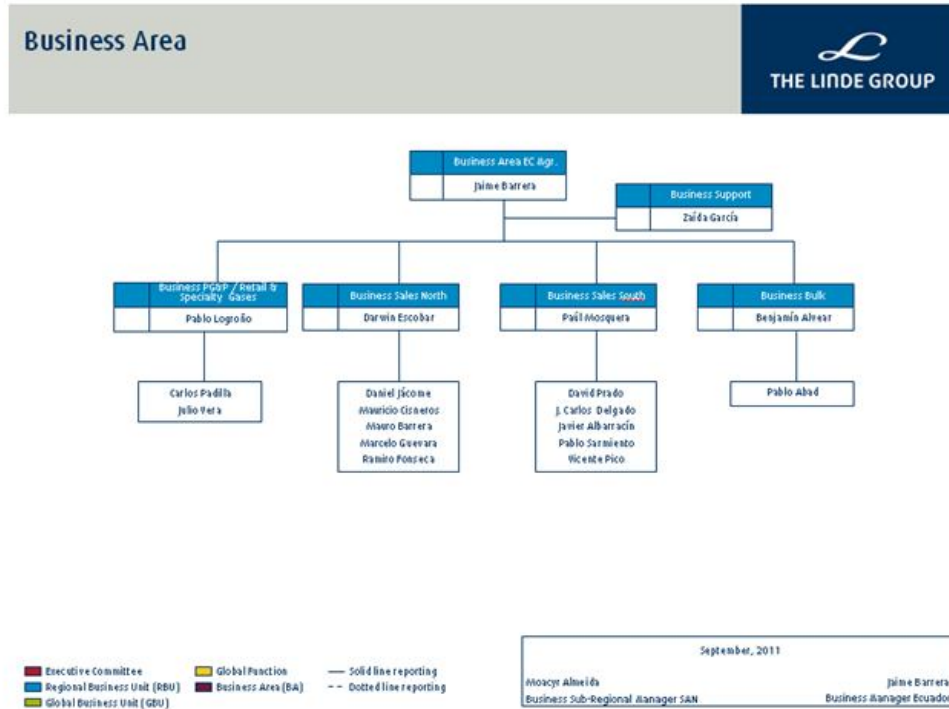 Business Area
THE LINDE GROUP
Business Area EC Mgr.
Jaime Barrera
Business Support
Zaída García
Business PG&P / Retail &
Specialty Gases
Pablo Logroño
Business Sales North
Darwin Escobar
Business Sales South
Paúl Mosquera
Business Bulk
Benjamín Alvear
Carlos Padilla
Julio Vera
Daniel Jácome
Mauricio Cisneros
Mauro Barrera
Marcelo Guevara
Ramiro Fonseca
David Prado
J. Carlos Delgado
Javier Albarracín
Pablo Sarmiento
Vicente Pico
Pablo Abad
Executive Committee
Regional Business Unit (RBU)
Global Business Unit (GBU)
Global Function
Business Area (BA)
Solid line reporting
Dotted line reporting
September, 2011
Moacyr Almeida
Business Sub-Regional Manager SAN
Jaime Barrera
Business Manager Ecuador